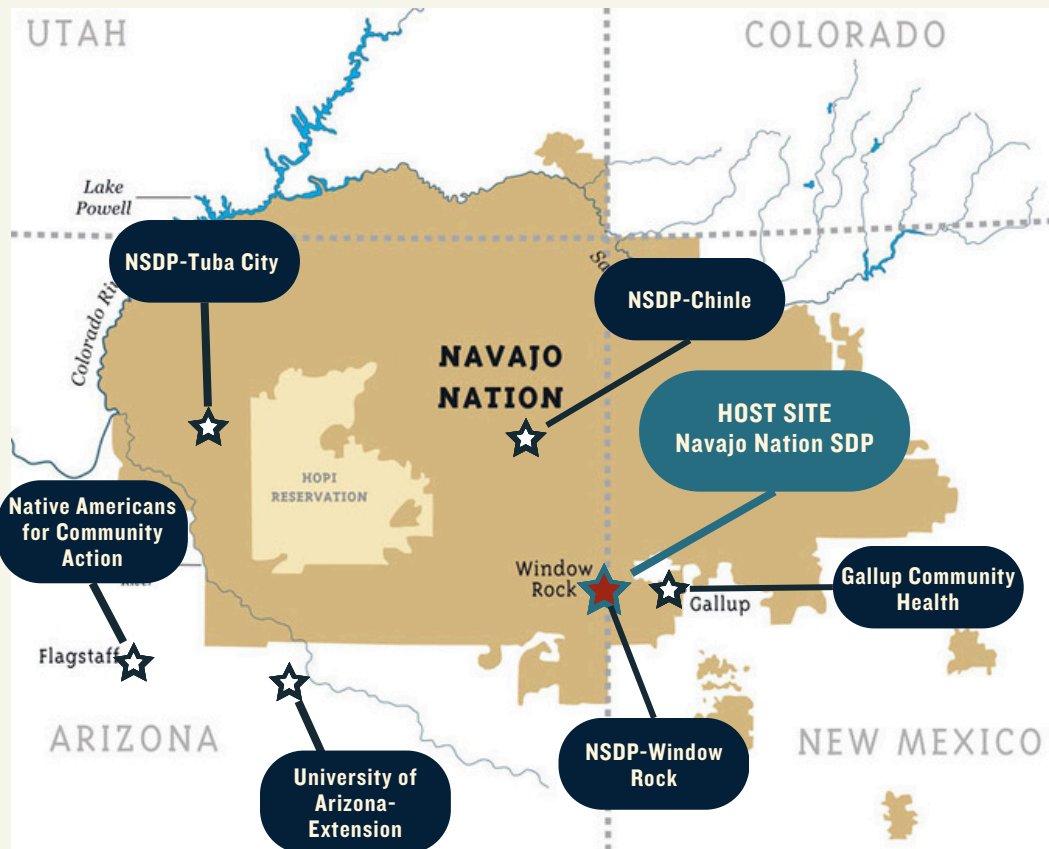 UTAH
COLORADO
Lake
Powell
NSDP-Tuba City
NSDP-Chinle
Colorado
NAVAJO
NATION
HOST SITE
Navajo Nation SDP
HOPI
RESERVATION
Native Americans
for Community
Action
Window
Rock
Gallup
Gallup Community
Health
Flagstaff
ARIZONA
NEW MEXICO
NSDP-Window
Rock
University of
Arizona-
Extension